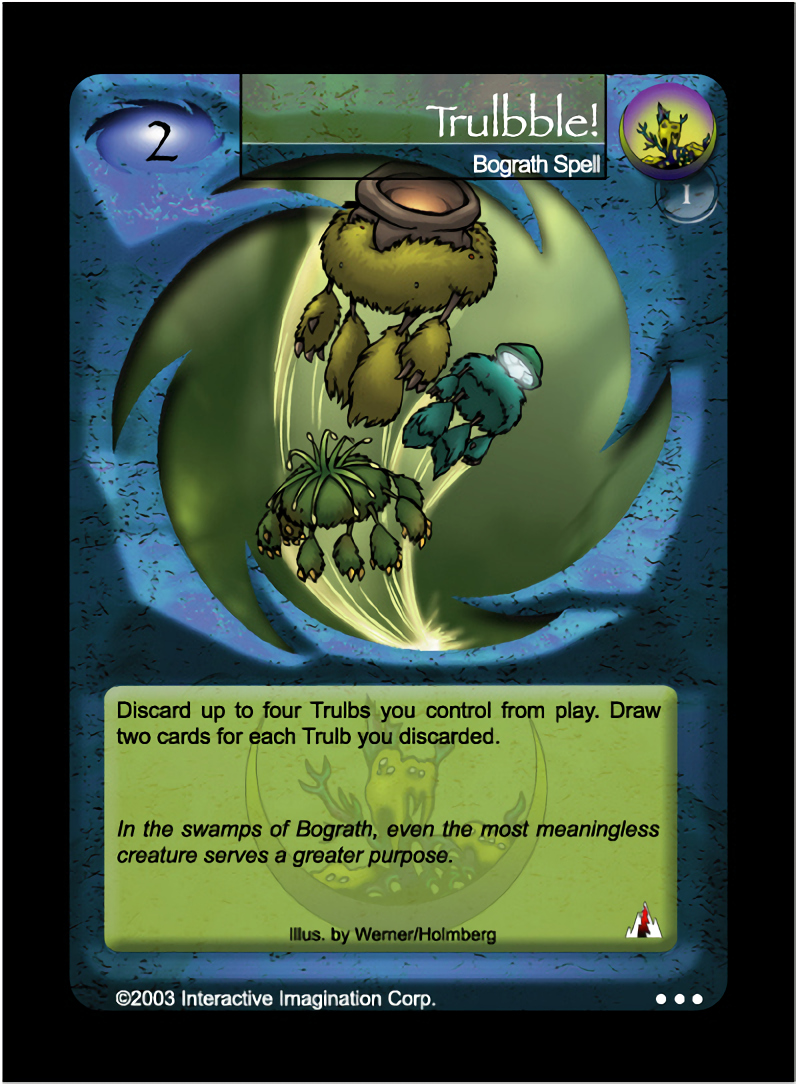 2
Trulbble!
Bograth Spell
I
Discard up to four Trulbs you control from play. Draw
two cards for each Trulb you discarded.
In the swamps of Bograth, even the most meaningless
creature serves a greater purpose.
Illus. by Werner/Holmberg
©2003 Interactive Imagination Corp.